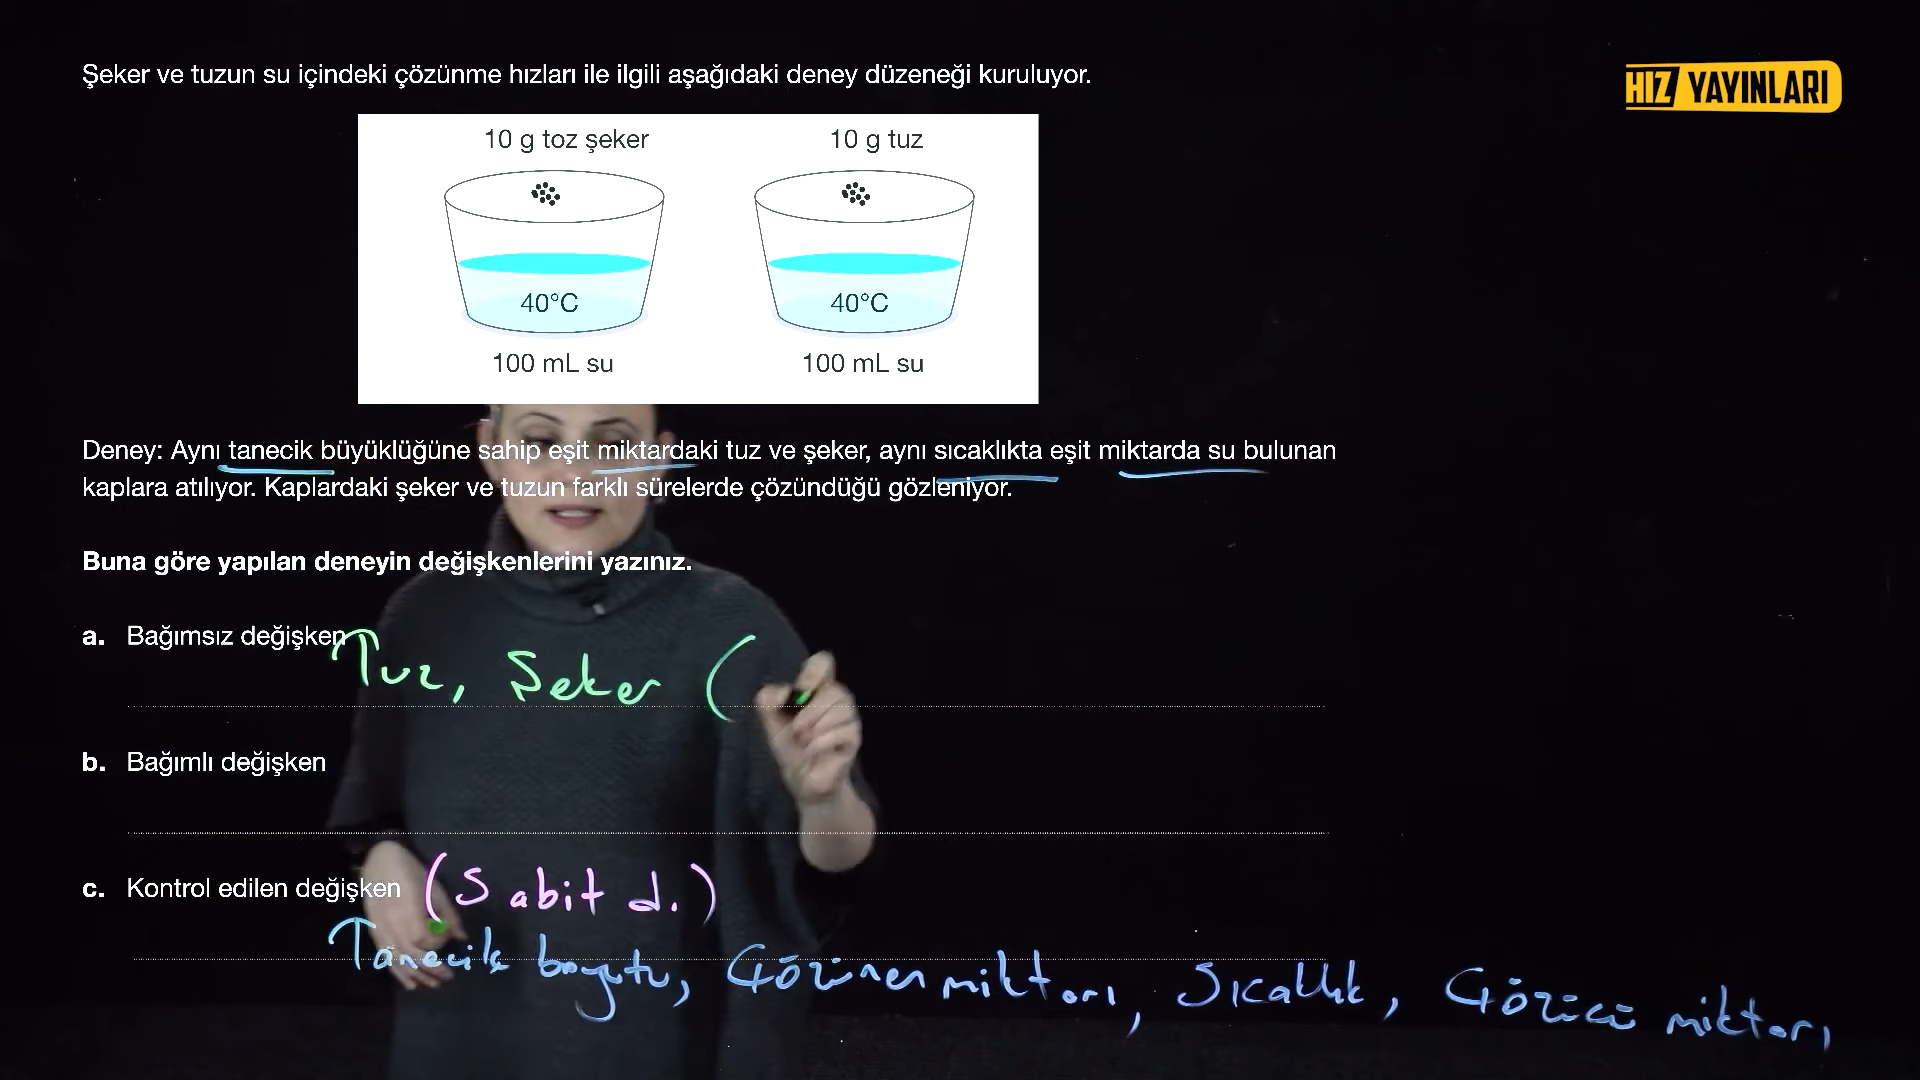 Şeker ve tuzun su içindeki çözünme hızları ile ilgili aşağıdaki deney düzeneği kuruluyor.
HIZ YAYINLARI
10 g toz şeker 10 g tuz
40°C 40°C
100 mL su 100 mL su
Deney: Aynı tanecik büyüklüğüne sahip eşit miktardaki tuz ve şeker, aynı sıcaklıkta eşit miktarda su bulunan
kaplara atılıyor. Kaplardaki şeker ve tuzun farklı sürelerde çözündüğü gözleniyor.
Buna göre yapılan deneyin değişkenlerini yazınız.
a. Bağımsız değişken
Tuz, Şeker (
b. Bağımlı değişken
c. Kontrol edilen değişken (Sabit d.)
Tanecik boyutu, Çözünen miktarı, Sıcaklık, Çözücü miktarı